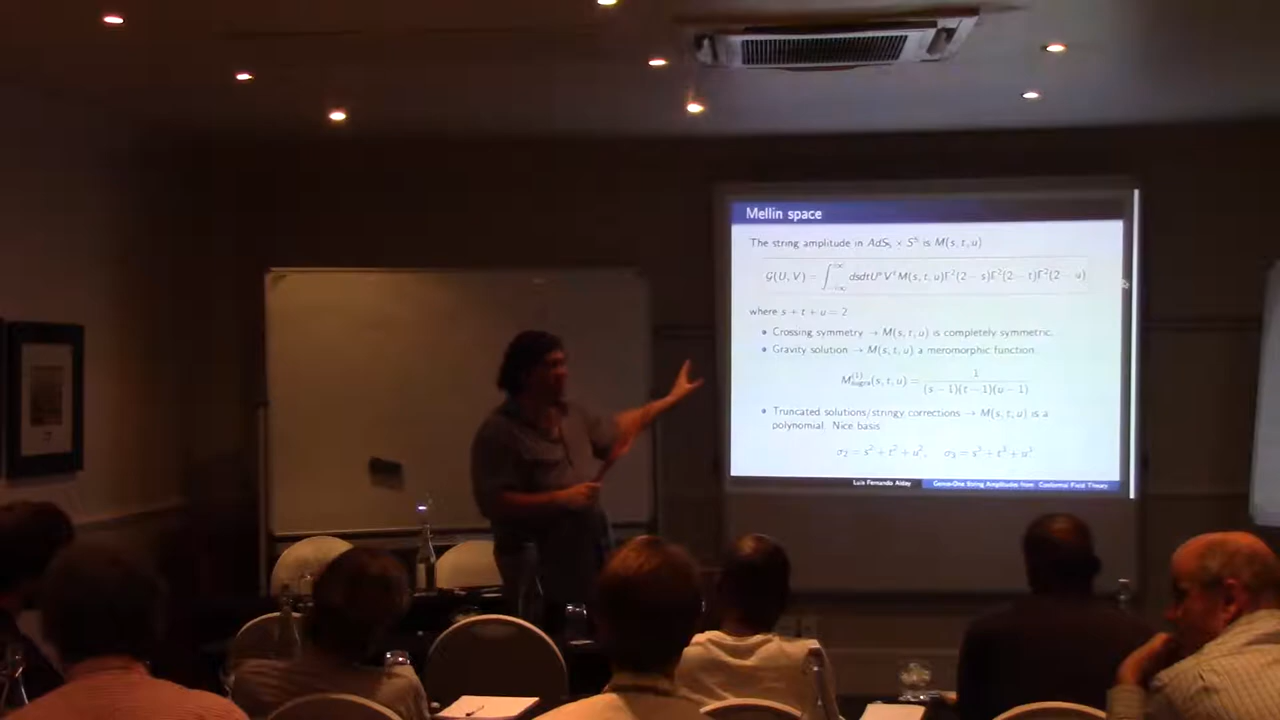 Mellin space
The string amplitude in AdS₅ × S⁵ is M(s, t, u)
G(U, V) = ∫₋∞^+∞ dsdtUˢVᵗM(s, t, u)Γ²(2 − s)Γ²(2 − t)Γ²(2 − u)
where s + t + u = 2
• Crossing symmetry → M(s, t, u) is completely symmetric.
• Gravity solution → M(s, t, u) a meromorphic function.
M⁽¹⁾sugra(s, t, u) = 1 / (s − 1)(t − 1)(u − 1)
• Truncated solutions/stringy corrections → M(s, t, u) is a
polynomial. Nice basis
σ₂ = s² + t² + u², σ₃ = s³ + t³ + u³
Luis Fernando Alday Genus-One String Amplitudes from Conformal Field Theory